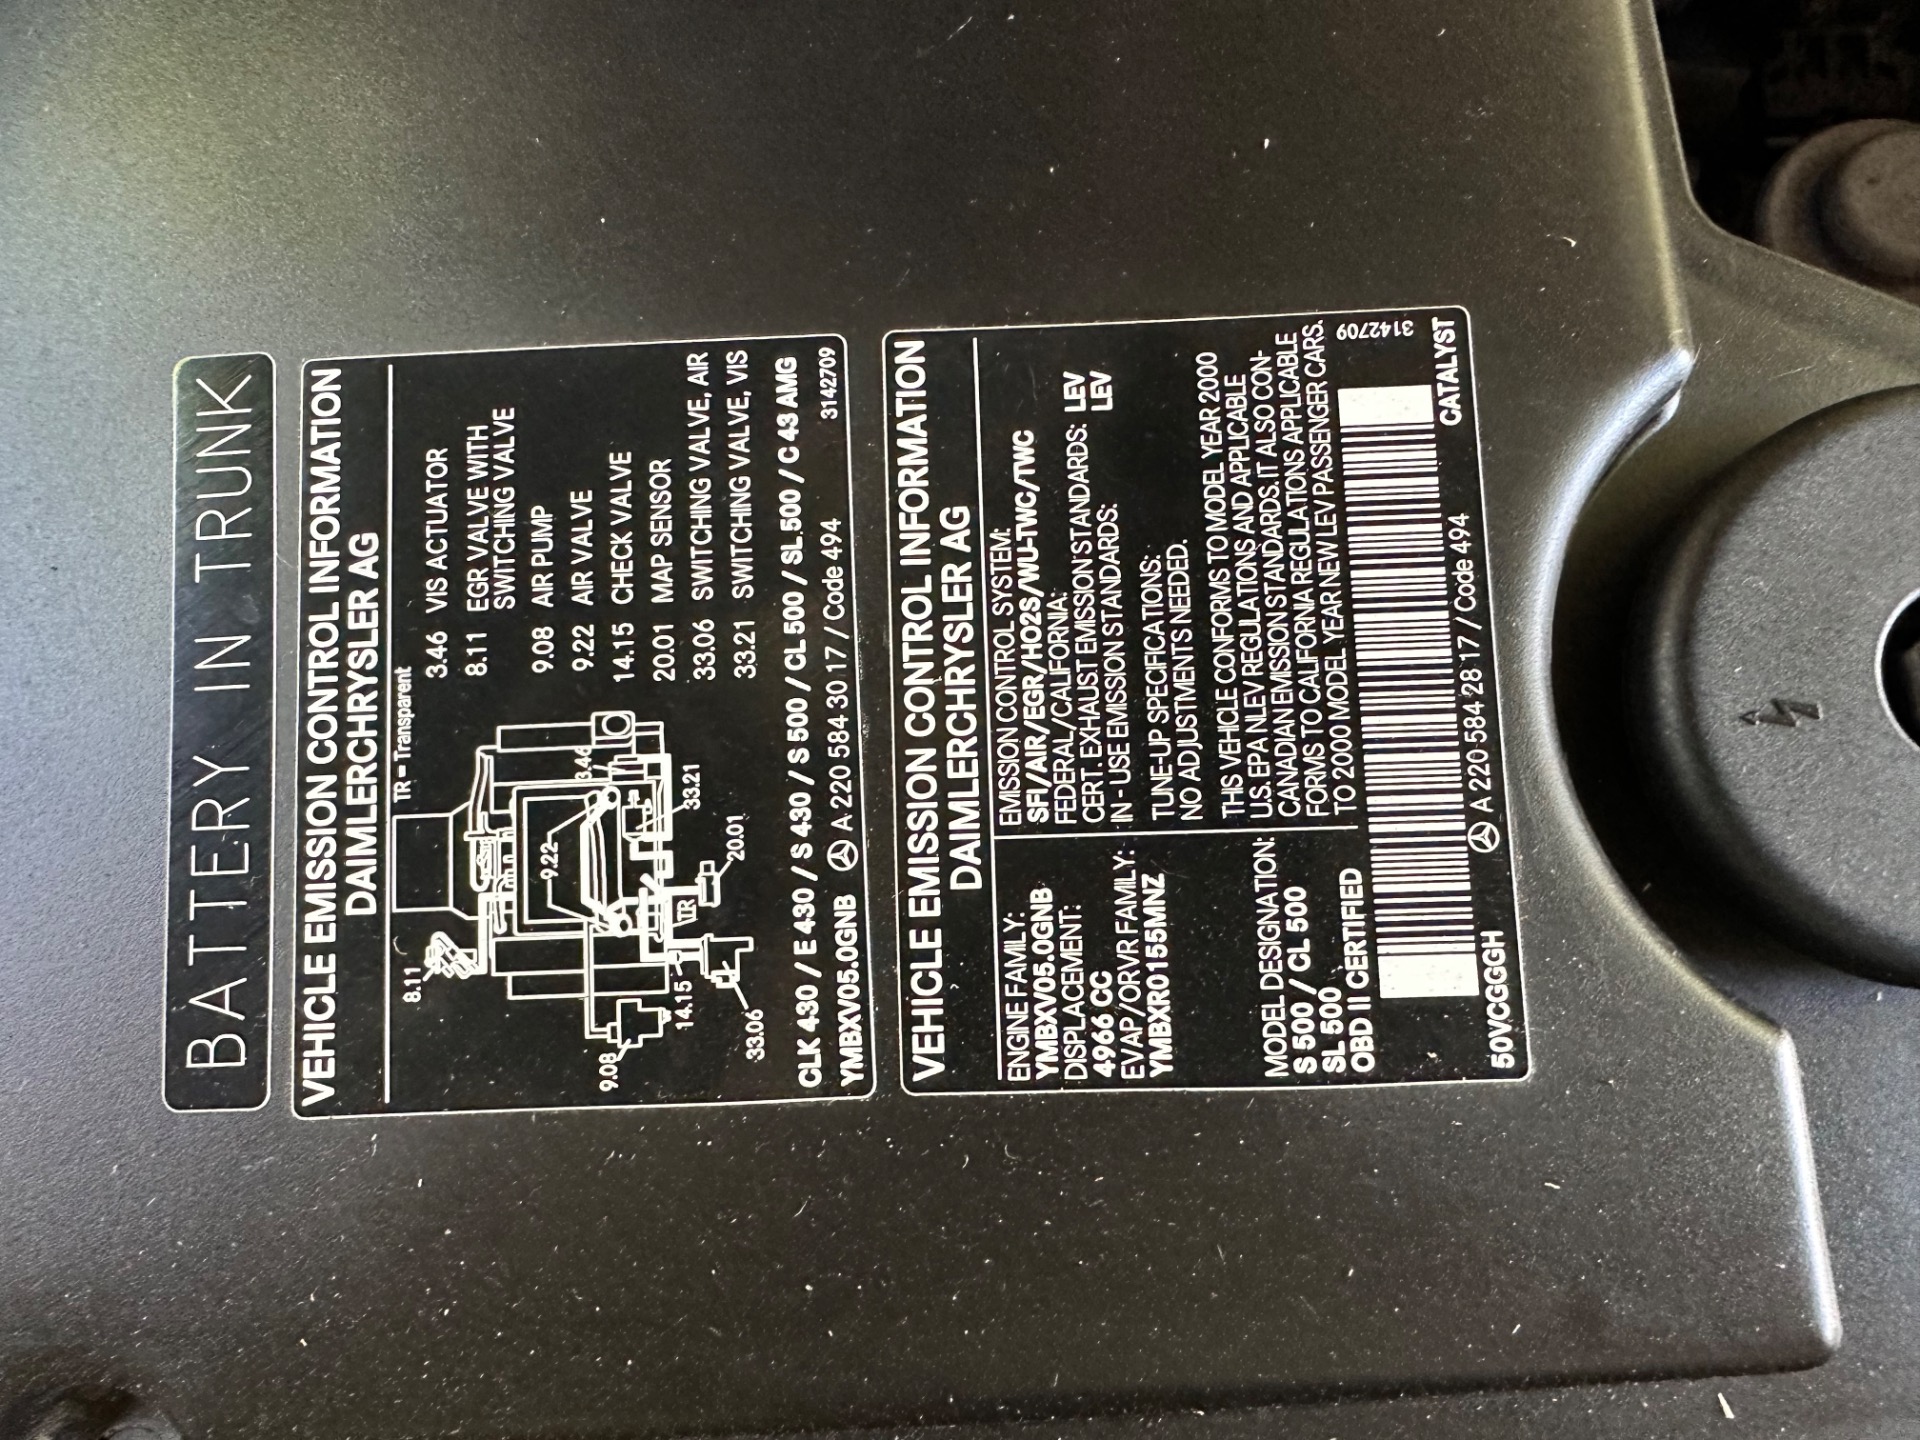 BATTERY IN TRUNK
VEHICLE EMISSION CONTROL INFORMATION
DAIMLERCHRYSLER AG
TR = Transparent
8.11
9.22
3.46
9.08
14.15
TR
33.21
33.06
20.01
3.46 VIS ACTUATOR
8.11 EGR VALVE WITH
SWITCHING VALVE
9.08 AIR PUMP
9.22 AIR VALVE
14.15 CHECK VALVE
20.01 MAP SENSOR
33.06 SWITCHING VALVE, AIR
33.21 SWITCHING VALVE, VIS
CLK 430 / E 430 / S 430 / S 500 / CL 500 / SL 500 / C 43 AMG
YMBXV05.0GNB A 220 584 30 17 / Code 494 3142709
VEHICLE EMISSION CONTROL INFORMATION
DAIMLERCHRYSLER AG
ENGINE FAMILY:
YMBXV05.0GNB
DISPLACEMENT:
4966 CC
EVAP/ORVR FAMILY:
YMBXR0155MNZ
MODEL DESIGNATION:
S 500 / CL 500
SL 500
OBD II CERTIFIED
EMISSION CONTROL SYSTEM:
SFI/AIR/EGR/HO2S/WU-TWC/TWC
FEDERAL/CALIFORNIA:
CERT. EXHAUST EMISSION STANDARDS: LEV
IN - USE EMISSION STANDARDS: LEV
TUNE-UP SPECIFICATIONS:
NO ADJUSTMENTS NEEDED.
THIS VEHICLE CONFORMS TO MODEL YEAR 2000
U.S. EPA NLEV REGULATIONS AND APPLICABLE
CANADIAN EMISSION STANDARDS. IT ALSO CON-
FORMS TO CALIFORNIA REGULATIONS APPLICABLE
TO 2000 MODEL YEAR NEW LEV PASSENGER CARS.
3142709
CATALYST
50VCGGGH A 220 584 28 17 / Code 494